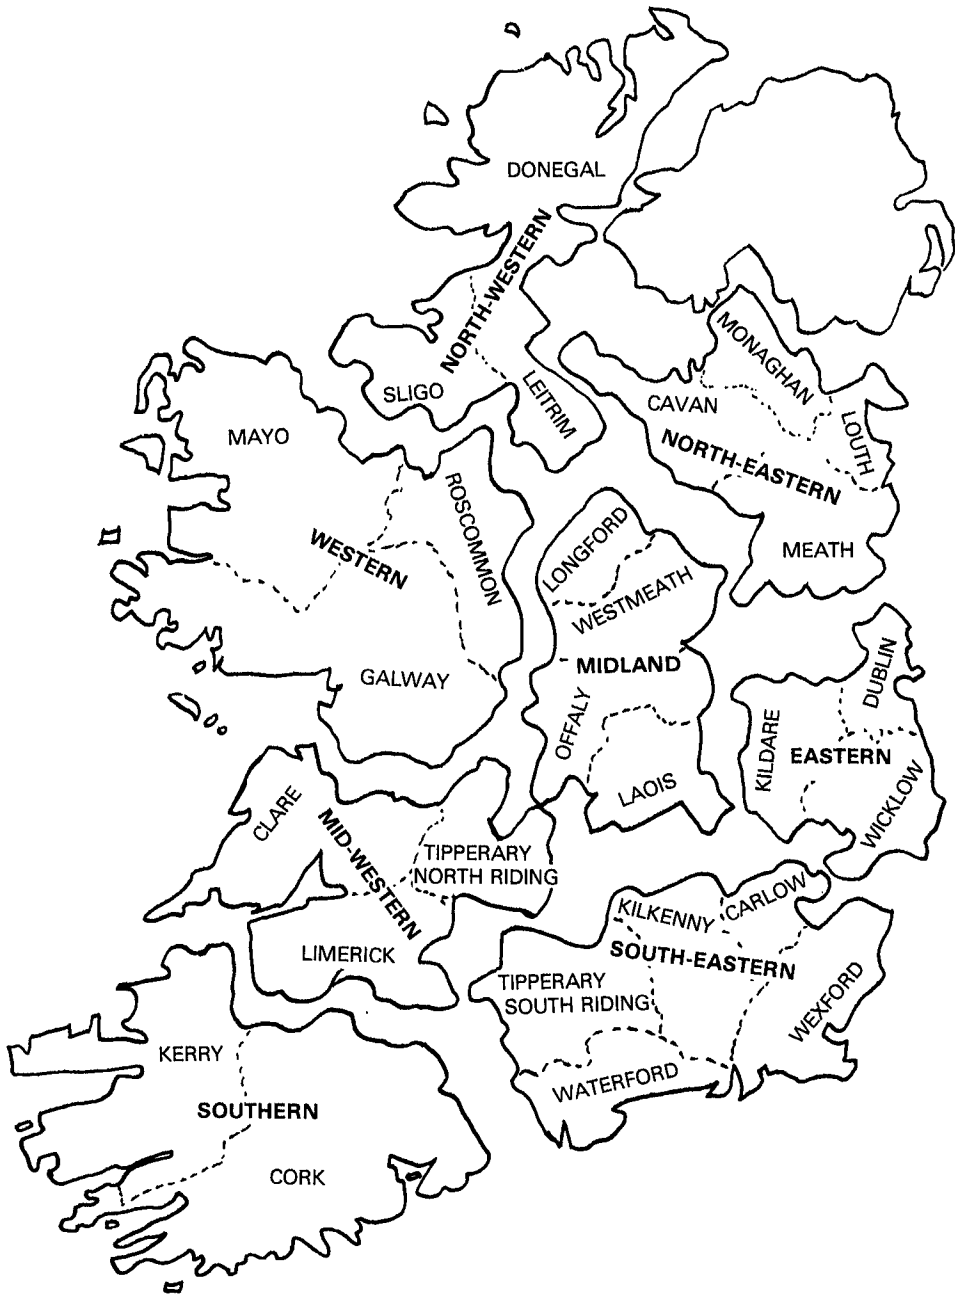 DONEGAL
NORTH-WESTERN
SLIGO
LEITRIM
MONAGHAN
CAVAN
LOUTH
NORTH-EASTERN
MEATH
MAYO
ROSCOMMON
WESTERN
GALWAY
LONGFORD
WESTMEATH
MIDLAND
OFFALY
LAOIS
DUBLIN
KILDARE
EASTERN
WICKLOW
CLARE
MID-WESTERN
TIPPERARY
NORTH RIDING
LIMERICK
KILKENNY
CARLOW
SOUTH-EASTERN
TIPPERARY
SOUTH RIDING
WEXFORD
WATERFORD
KERRY
SOUTHERN
CORK